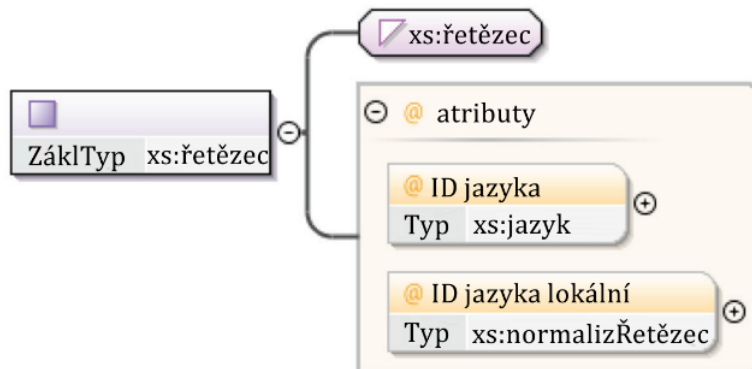 xs:řetězec
ZáklTyp xs:řetězec
@ atributy
@ ID jazyka
Typ xs:jazyk
@ ID jazyka lokální
Typ xs:normalizŘetězec